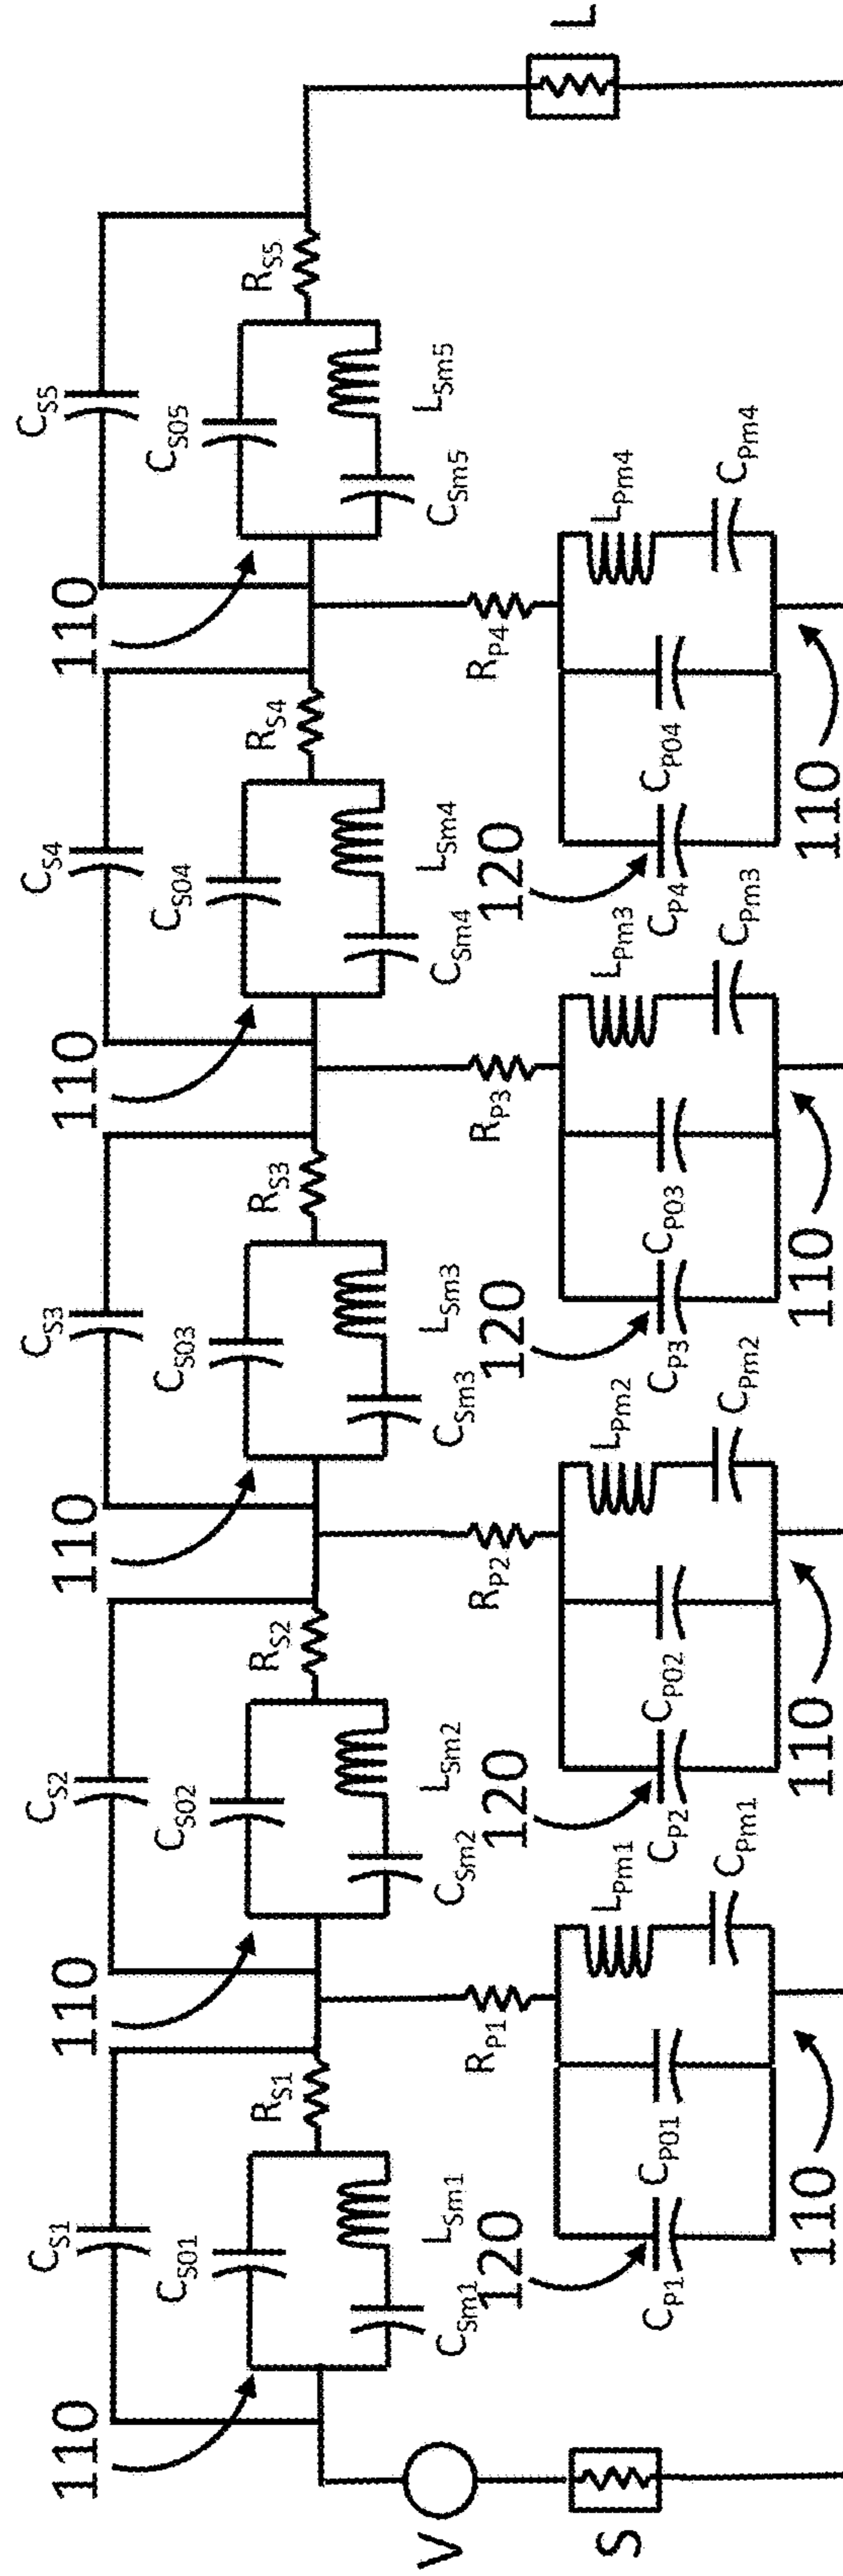 C_S1
C_S2
C_S3
C_S4
C_S5
110
110
110
110
110
C_S01
C_S02
C_S03
C_S04
C_S05
R_S1
R_S2
R_S3
R_S4
R_S5
C_Sm1
L_Sm1
C_Sm2
L_Sm2
C_Sm3
L_Sm3
C_Sm4
L_Sm4
C_Sm5
L_Sm5
V
S
L
R_P1
R_P2
R_P3
R_P4
120
120
120
120
C_P1
C_P01
L_Pm1
C_Pm1
C_P2
C_P02
L_Pm2
C_Pm2
C_P3
C_P03
L_Pm3
C_Pm3
C_P4
C_P04
L_Pm4
C_Pm4
110
110
110
110